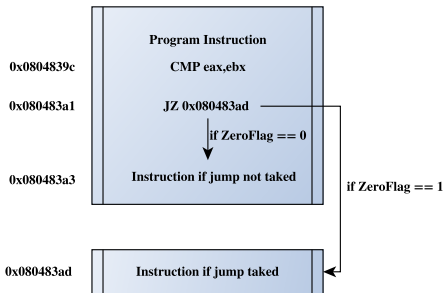 Program Instruction
0x0804839c CMP eax,ebx
0x080483a1 JZ 0x080483ad
if ZeroFlag == 0
0x080483a3 Instruction if jump not taked
if ZeroFlag == 1
0x080483ad Instruction if jump taked